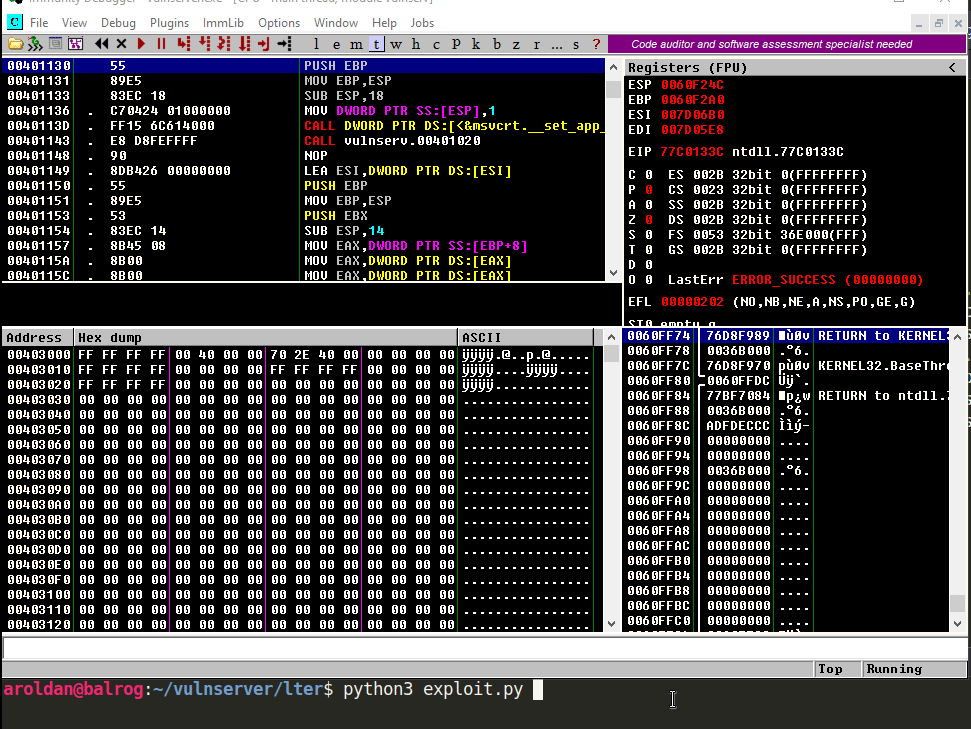 File View Debug Plugins ImmLib Options Window Help Jobs
l e m t w h c P k b z r ... s ?
Code auditor and software assessment specialist needed
00401130 55 PUSH EBP
00401131 89E5 MOV EBP,ESP
00401133 83EC 18 SUB ESP,18
00401136 . C70424 01000000 MOV DWORD PTR SS:[ESP],1
0040113D . FF15 6C614000 CALL DWORD PTR DS:[<&msvcrt.__set_app_
00401143 . E8 D8FEFFFF CALL vulnserv.00401020
00401148 . 90 NOP
00401149 . 8DB426 00000000 LEA ESI,DWORD PTR DS:[ESI]
00401150 . 55 PUSH EBP
00401151 . 89E5 MOV EBP,ESP
00401153 . 53 PUSH EBX
00401154 . 83EC 14 SUB ESP,14
00401157 . 8B45 08 MOV EAX,DWORD PTR SS:[EBP+8]
0040115A . 8B00 MOV EAX,DWORD PTR DS:[EAX]
0040115C . 8B00 MOV EAX,DWORD PTR DS:[EAX]
Registers (FPU) <
ESP 0060F24C
EBP 0060F2A0
ESI 007D06B0
EDI 007D05E8
EIP 77C0133C ntdll.77C0133C
C 0 ES 002B 32bit 0(FFFFFFFF)
P 0 CS 0023 32bit 0(FFFFFFFF)
A 0 SS 002B 32bit 0(FFFFFFFF)
Z 0 DS 002B 32bit 0(FFFFFFFF)
S 0 FS 0053 32bit 36E000(FFF)
T 0 GS 002B 32bit 0(FFFFFFFF)
D 0
O 0 LastErr ERROR_SUCCESS (00000000)
EFL 00000202 (NO,NB,NE,A,NS,PO,GE,G)
ST0 empty g
Address Hex dump ASCII
00403000 FF FF FF FF 00 40 00 00 70 2E 40 00 00 00 00 00 ÿÿÿÿ.@..p.@.....
00403010 FF FF FF FF 00 00 00 00 FF FF FF FF 00 00 00 00 ÿÿÿÿ....ÿÿÿÿ....
00403020 FF FF FF FF 00 00 00 00 00 00 00 00 00 00 00 00 ÿÿÿÿ............
00403030 00 00 00 00 00 00 00 00 00 00 00 00 00 00 00 00 ................
00403040 00 00 00 00 00 00 00 00 00 00 00 00 00 00 00 00 ................
00403050 00 00 00 00 00 00 00 00 00 00 00 00 00 00 00 00 ................
00403060 00 00 00 00 00 00 00 00 00 00 00 00 00 00 00 00 ................
00403070 00 00 00 00 00 00 00 00 00 00 00 00 00 00 00 00 ................
00403080 00 00 00 00 00 00 00 00 00 00 00 00 00 00 00 00 ................
00403090 00 00 00 00 00 00 00 00 00 00 00 00 00 00 00 00 ................
004030A0 00 00 00 00 00 00 00 00 00 00 00 00 00 00 00 00 ................
004030B0 00 00 00 00 00 00 00 00 00 00 00 00 00 00 00 00 ................
004030C0 00 00 00 00 00 00 00 00 00 00 00 00 00 00 00 00 ................
004030D0 00 00 00 00 00 00 00 00 00 00 00 00 00 00 00 00 ................
004030E0 00 00 00 00 00 00 00 00 00 00 00 00 00 00 00 00 ................
004030F0 00 00 00 00 00 00 00 00 00 00 00 00 00 00 00 00 ................
00403100 00 00 00 00 00 00 00 00 00 00 00 00 00 00 00 00 ................
00403110 00 00 00 00 00 00 00 00 00 00 00 00 00 00 00 00 ................
00403120 00 00 00 00 00 00 00 00 00 00 00 00 00 00 00 00 ................
0060FF74 76D8F989 RETURN to KERNEL3
0060FF78 0036B000 .°6.
0060FF7C 76D8F970 pùØv KERNEL32.BaseThre
0060FF80 0060FFDC Üÿ`.
0060FF84 77BF7084 RETURN to ntdll.7
0060FF88 0036B000 .°6.
0060FF8C ADFDECCC Ììý-
0060FF90 00000000 ....
0060FF94 00000000 ....
0060FF98 0036B000 .°6.
0060FF9C 00000000 ....
0060FFA0 00000000 ....
0060FFA4 00000000 ....
0060FFA8 00000000 ....
0060FFAC 00000000 ....
0060FFB0 00000000 ....
0060FFB4 00000000 ....
0060FFB8 00000000 ....
0060FFBC 00000000 ....
0060FFC0 00000000 ....
Top Running
aroldan@balrog:~/vulnserver/lter$ python3 exploit.py